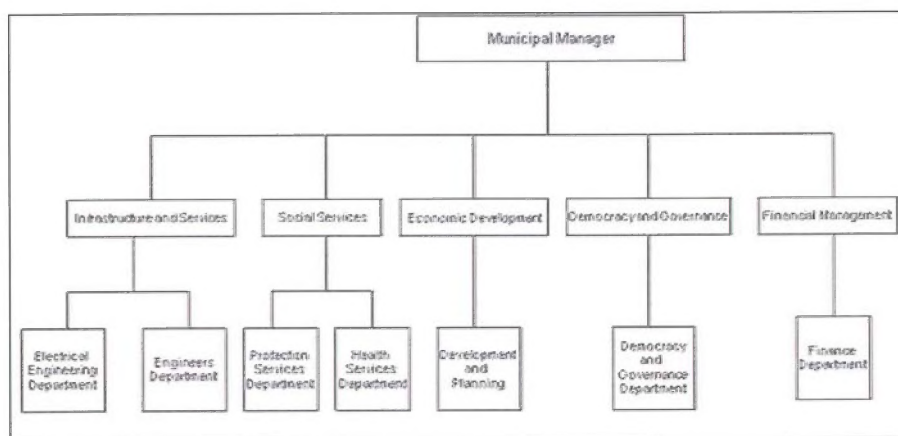 Municipal Manager
Infrastructure and Services
Social Services
Economic Development
Democracy and Governance
Financial Management
Electrical
Engineering
Department
Engineers
Department
Protection
Services
Department
Health
Services
Department
Development
and
Planning
Democracy
and
Governance
Department
Finance
Department